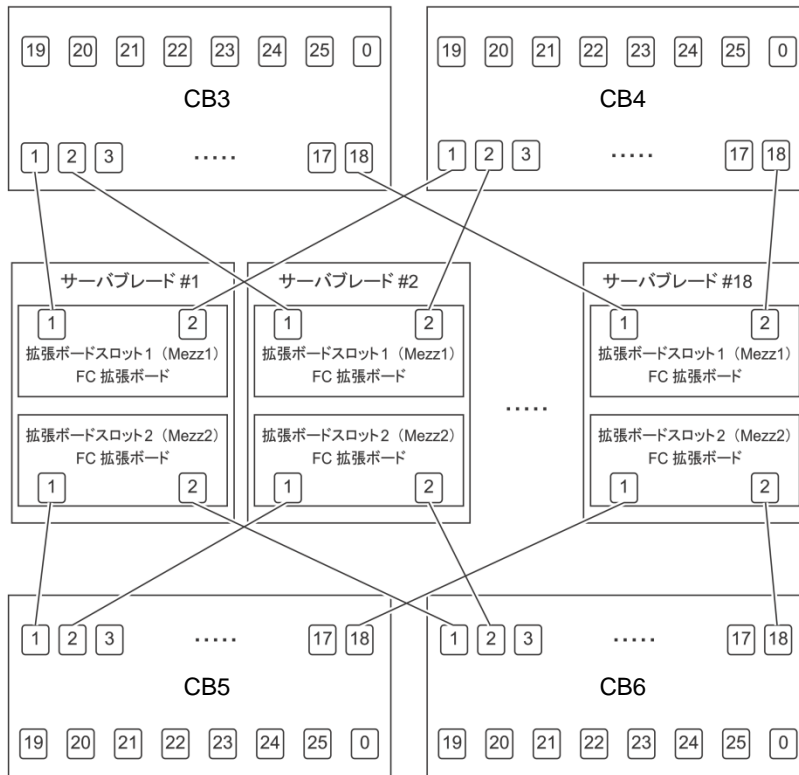 19 20 21 22 23 24 25 0
CB3
1 2 3 ····· 17 18
19 20 21 22 23 24 25 0
CB4
1 2 3 ····· 17 18
サーバブレード #1
1 2
拡張ボードスロット1（Mezz1）
FC 拡張ボード
拡張ボードスロット2（Mezz2）
FC 拡張ボード
1 2
サーバブレード #2
1 2
拡張ボードスロット1（Mezz1）
FC 拡張ボード
拡張ボードスロット2（Mezz2）
FC 拡張ボード
1 2
·····
サーバブレード #18
1 2
拡張ボードスロット1（Mezz1）
FC 拡張ボード
拡張ボードスロット2（Mezz2）
FC 拡張ボード
1 2
1 2 3 ····· 17 18
CB5
19 20 21 22 23 24 25 0
1 2 3 ····· 17 18
CB6
19 20 21 22 23 24 25 0